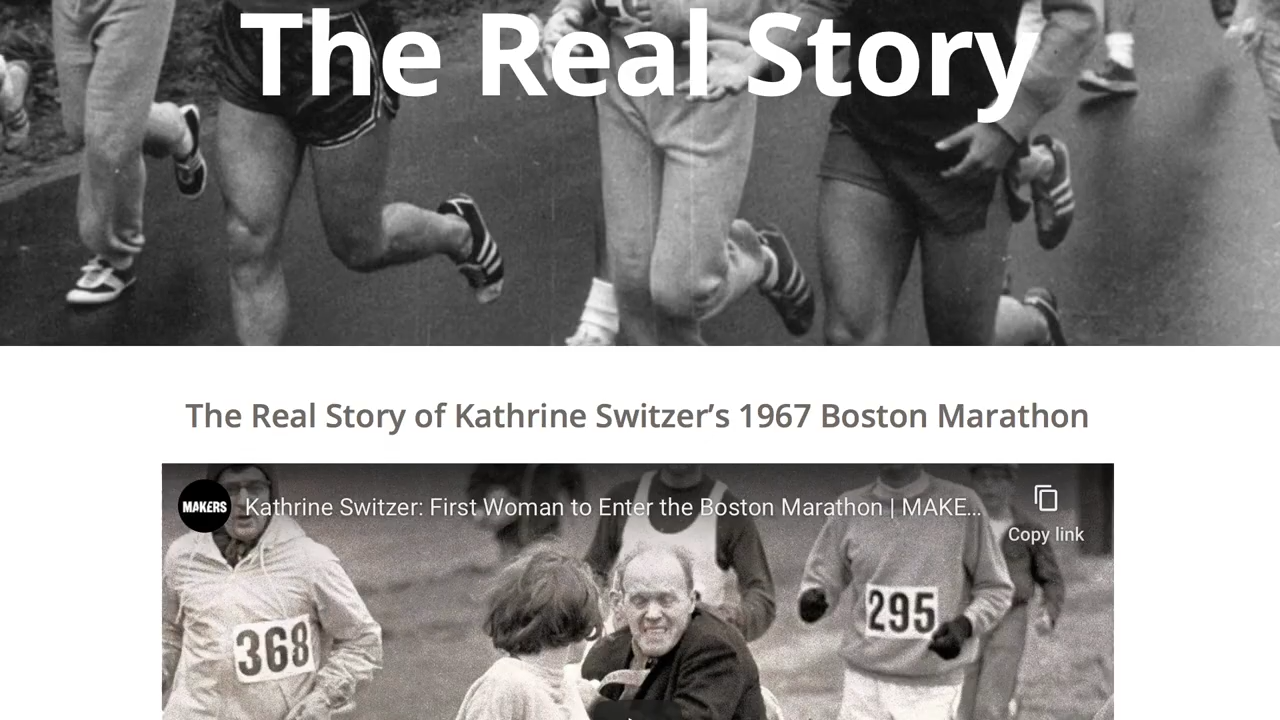 The Real Story
The Real Story of Kathrine Switzer’s 1967 Boston Marathon
MAKERS
Kathrine Switzer: First Woman to Enter the Boston Marathon | MAKE...
Copy link
368
295